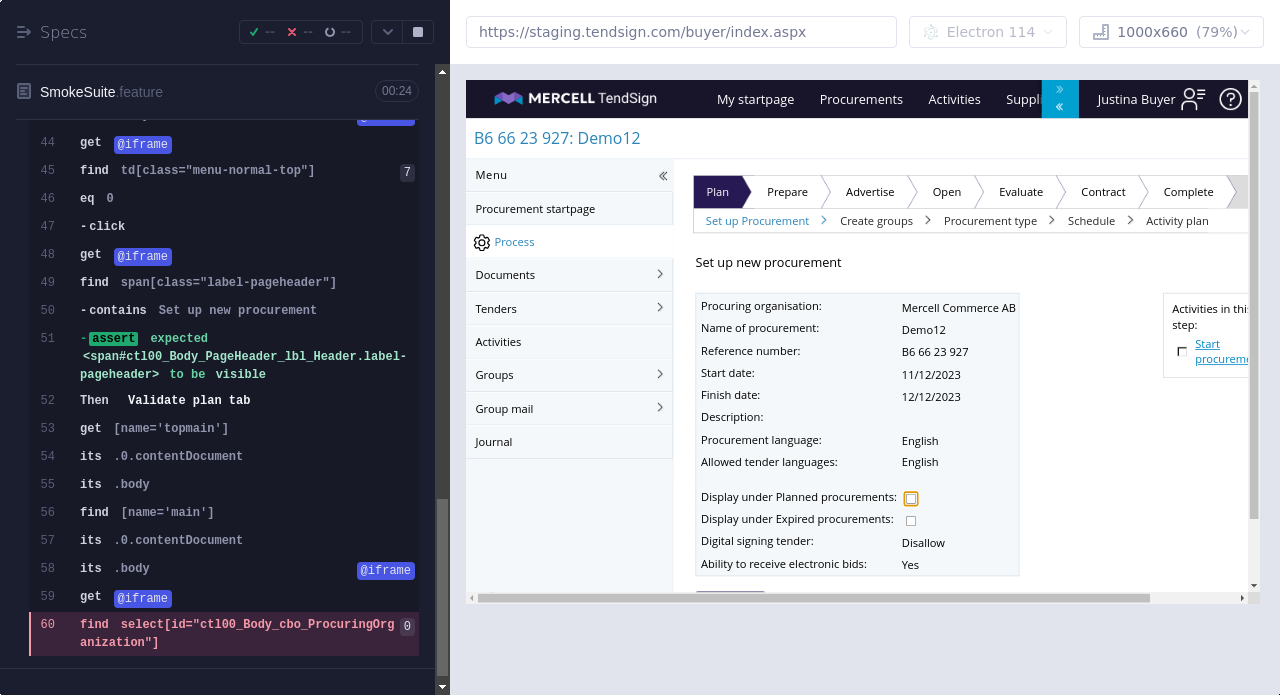 Specs
-- -- --
https://staging.tendsign.com/buyer/index.aspx
Electron 114
1000x660 (79%)
SmokeSuite.feature
00:24
44 get @iframe
45 find td[class="menu-normal-top"] 7
46 eq 0
47 -click
48 get @iframe
49 find span[class="label-pageheader"]
50 -contains Set up new procurement
51 -assert expected
<span#ctl00_Body_PageHeader_lbl_Header.label-
pageheader> to be visible
52 Then Validate plan tab
53 get [name='topmain']
54 its .0.contentDocument
55 its .body
56 find [name='main']
57 its .0.contentDocument
58 its .body @iframe
59 get @iframe
60 find select[id="ctl00_Body_cbo_ProcuringOrg
anization"] 0
MERCELL TendSign
My startpage Procurements Activities Suppli
Justina Buyer
B6 66 23 927: Demo12
Menu
Procurement startpage
Process
Documents
Tenders
Activities
Groups
Group mail
Journal
Plan Prepare Advertise Open Evaluate Contract Complete
Set up Procurement Create groups Procurement type Schedule Activity plan
Set up new procurement
Procuring organisation: Mercell Commerce AB
Name of procurement: Demo12
Reference number: B6 66 23 927
Start date: 11/12/2023
Finish date: 12/12/2023
Description:
Procurement language: English
Allowed tender languages: English
Display under Planned procurements:
Display under Expired procurements:
Digital signing tender: Disallow
Ability to receive electronic bids: Yes
Activities in this
step:
Start
procureme